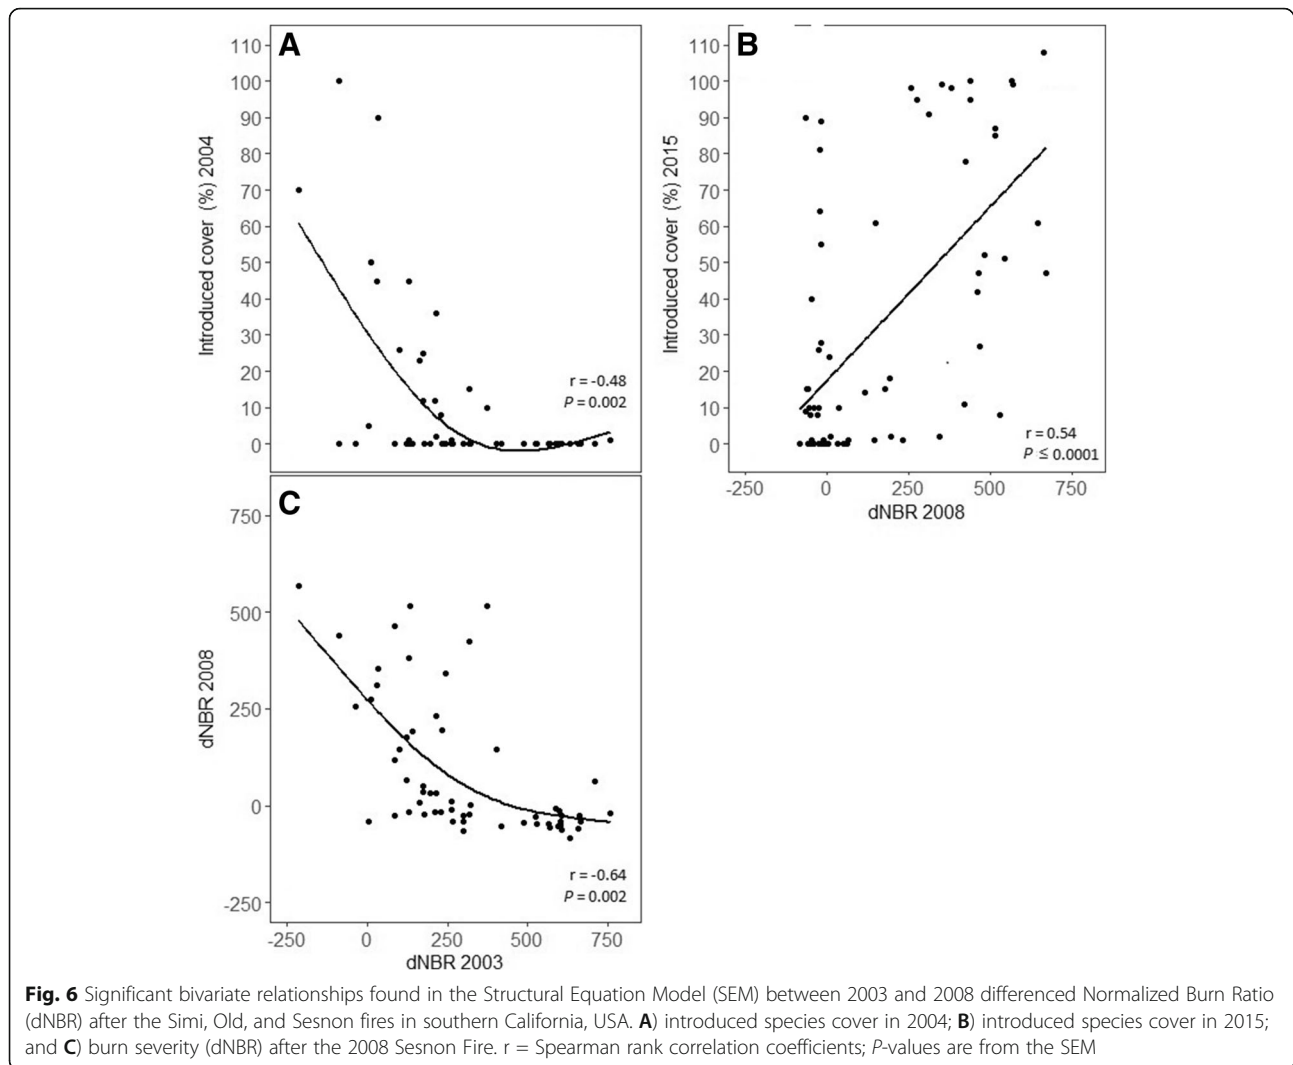 A
110
100
90
80
70
60
50
40
30
20
10
0
Introduced cover (%) 2004
r = -0.48
P = 0.002
B
110
100
90
80
70
60
50
40
30
20
10
0
Introduced cover (%) 2015
r = 0.54
P ≤ 0.0001
-250 0 250 500 750
dNBR 2008
C
750
500
250
0
-250
dNBR 2008
r = -0.64
P = 0.002
-250 0 250 500 750
dNBR 2003
Fig. 6 Significant bivariate relationships found in the Structural Equation Model (SEM) between 2003 and 2008 differenced Normalized Burn Ratio
(dNBR) after the Simi, Old, and Sesnon fires in southern California, USA. A) introduced species cover in 2004; B) introduced species cover in 2015;
and C) burn severity (dNBR) after the 2008 Sesnon Fire. r = Spearman rank correlation coefficients; P-values are from the SEM